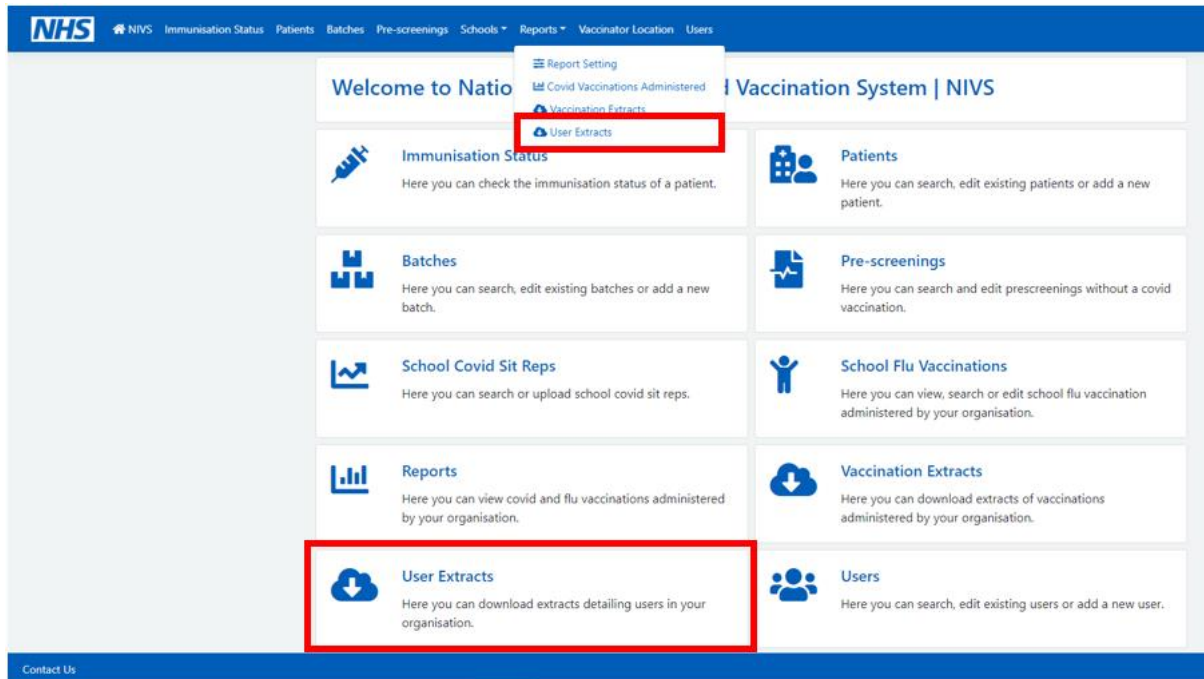 NHS
NIVS Immunisation Status Patients Batches Pre-screenings Schools Reports Vaccinator Location Users
Report Setting
Covid Vaccinations Administered
Vaccination Extracts
User Extracts
Welcome to Natio Vaccination System | NIVS
Immunisation Status
Here you can check the immunisation status of a patient.
Patients
Here you can search, edit existing patients or add a new
patient.
Batches
Here you can search, edit existing batches or add a new
batch.
Pre-screenings
Here you can search and edit prescreenings without a covid
vaccination.
School Covid Sit Reps
Here you can search or upload school covid sit reps.
School Flu Vaccinations
Here you can view, search or edit school flu vaccination
administered by your organisation.
Reports
Here you can view covid and flu vaccinations administered
by your organisation.
Vaccination Extracts
Here you can download extracts of vaccinations
administered by your organisation.
User Extracts
Here you can download extracts detailing users in your
organisation.
Users
Here you can search, edit existing users or add a new user.
Contact Us